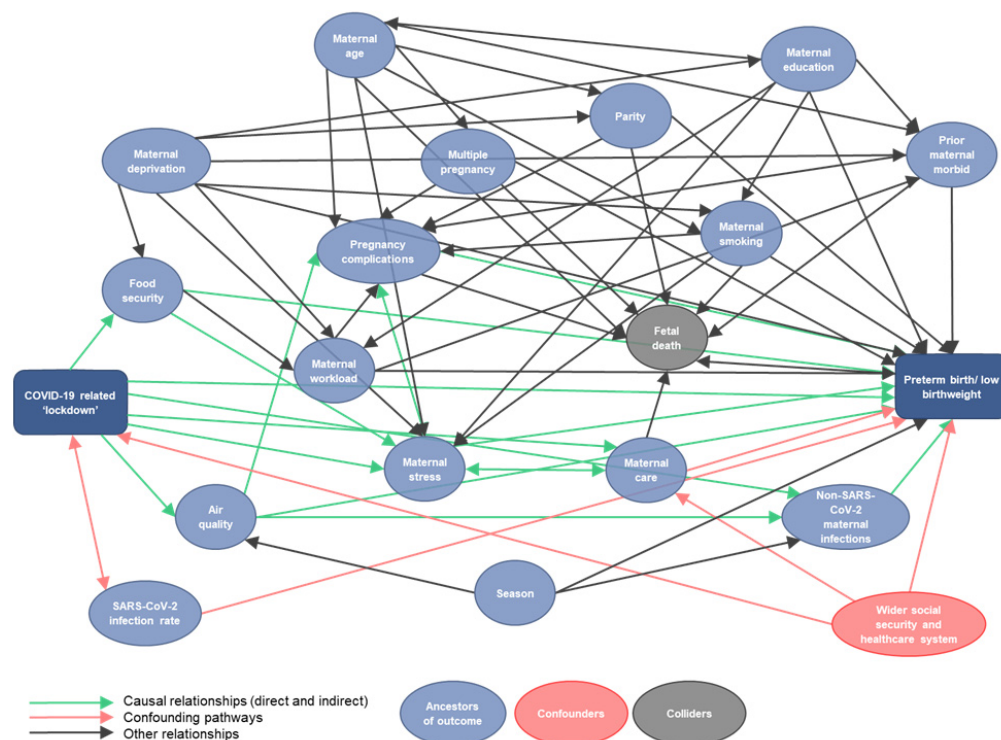 Maternal
age
Maternal
education
Parity
Maternal
deprivation
Multiple
pregnancy
Prior
maternal
morbid
Maternal
smoking
Pregnancy
complications
Food
security
Fetal
death
Maternal
workload
COVID-19 related
‘lockdown’
Preterm birth/ low
birthweight
Maternal
stress
Maternal
care
Air
quality
Non-SARS-
CoV-2
maternal
infections
Season
SARS-CoV-2
infection rate
Wider social
security and
healthcare system
Causal relationships (direct and indirect)
Confounding pathways
Other relationships
Ancestors
of outcome
Confounders
Colliders